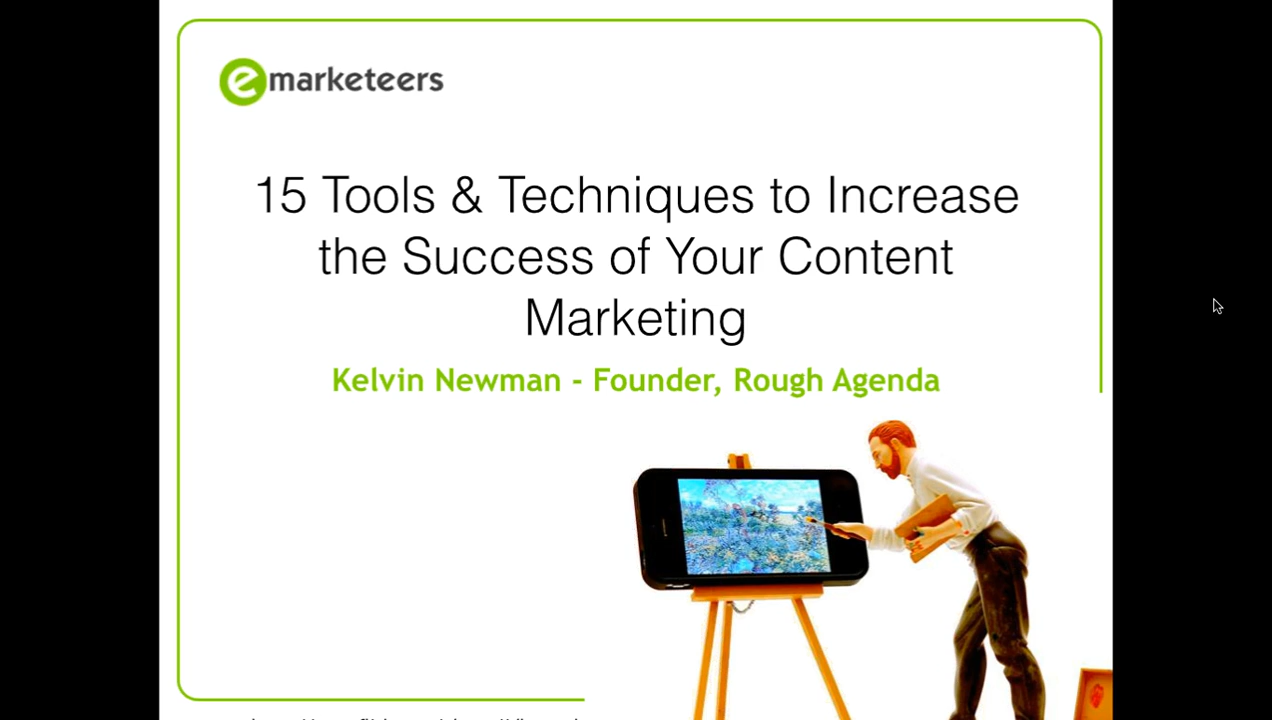 emarketeers
15 Tools & Techniques to Increase
the Success of Your Content
Marketing
Kelvin Newman - Founder, Rough Agenda